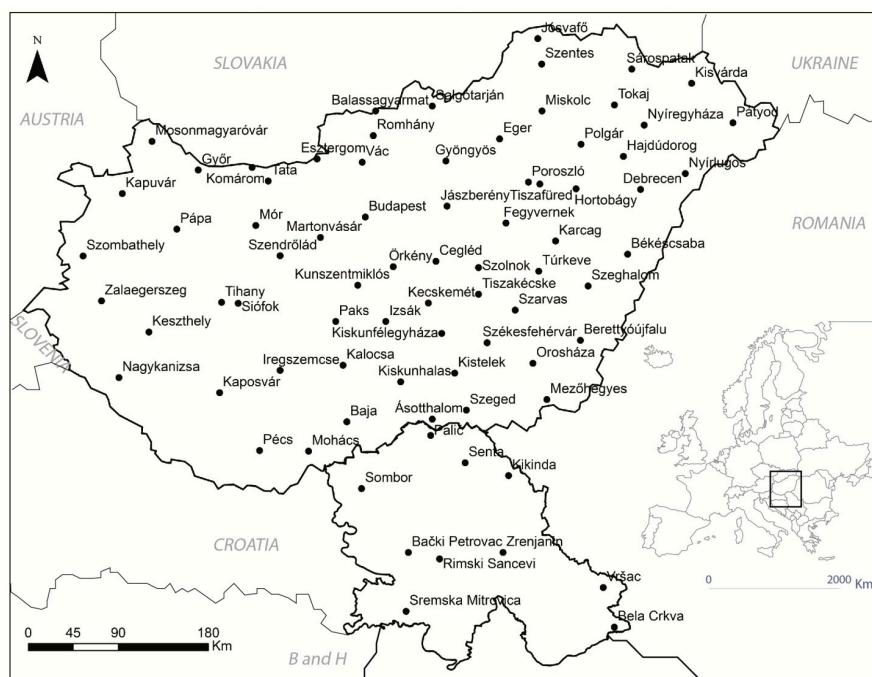 Jósvafő
N
SLOVAKIA
Szentes
UKRAINE
Sárospatak
Kisvárda
Balassagyarmat
Salgótarján
Tokaj
AUSTRIA
Miskolc
Pátyod
Mosonmagyaróvár
Romhány
Eger
Nyíregyháza
Polgár
Esztergom
Vác
Gyöngyös
Hajdúdorog
Győr
Komárom
Tata
Nyírlugos
Poroszló
Kapuvár
Jászberény
Tiszafüred
Hortobágy
Debrecen
Budapest
Fegyvernek
Pápa
Mór
Martonvásár
ROMANIA
Karcag
Szombathely
Szendrőlád
Örkény
Cegléd
Békéscsaba
Kunszentmiklós
Szolnok
Túrkeve
Tiszakécske
Szeghalom
Zalaegerszeg
Tihany
Siófok
Kecskemét
Szarvas
Paks
Izsák
SLOVENIA
Keszthely
Kiskunfélegyháza
Székesfehérvár
Berettyóújfalu
Iregszemcse
Kalocsa
Orosháza
Nagykanizsa
Kiskunhalas
Kistelek
Kaposvár
Mezőhegyes
Baja
Ásotthalom
Szeged
Palić
Pécs
Mohács
Senta
Kikinda
Sombor
CROATIA
Bački Petrovac
Zrenjanin
Rimski Sancevi
Vršac
0 2000 Km
Sremska Mitrovica
Bela Crkva
0 45 90 180
Km
B and H